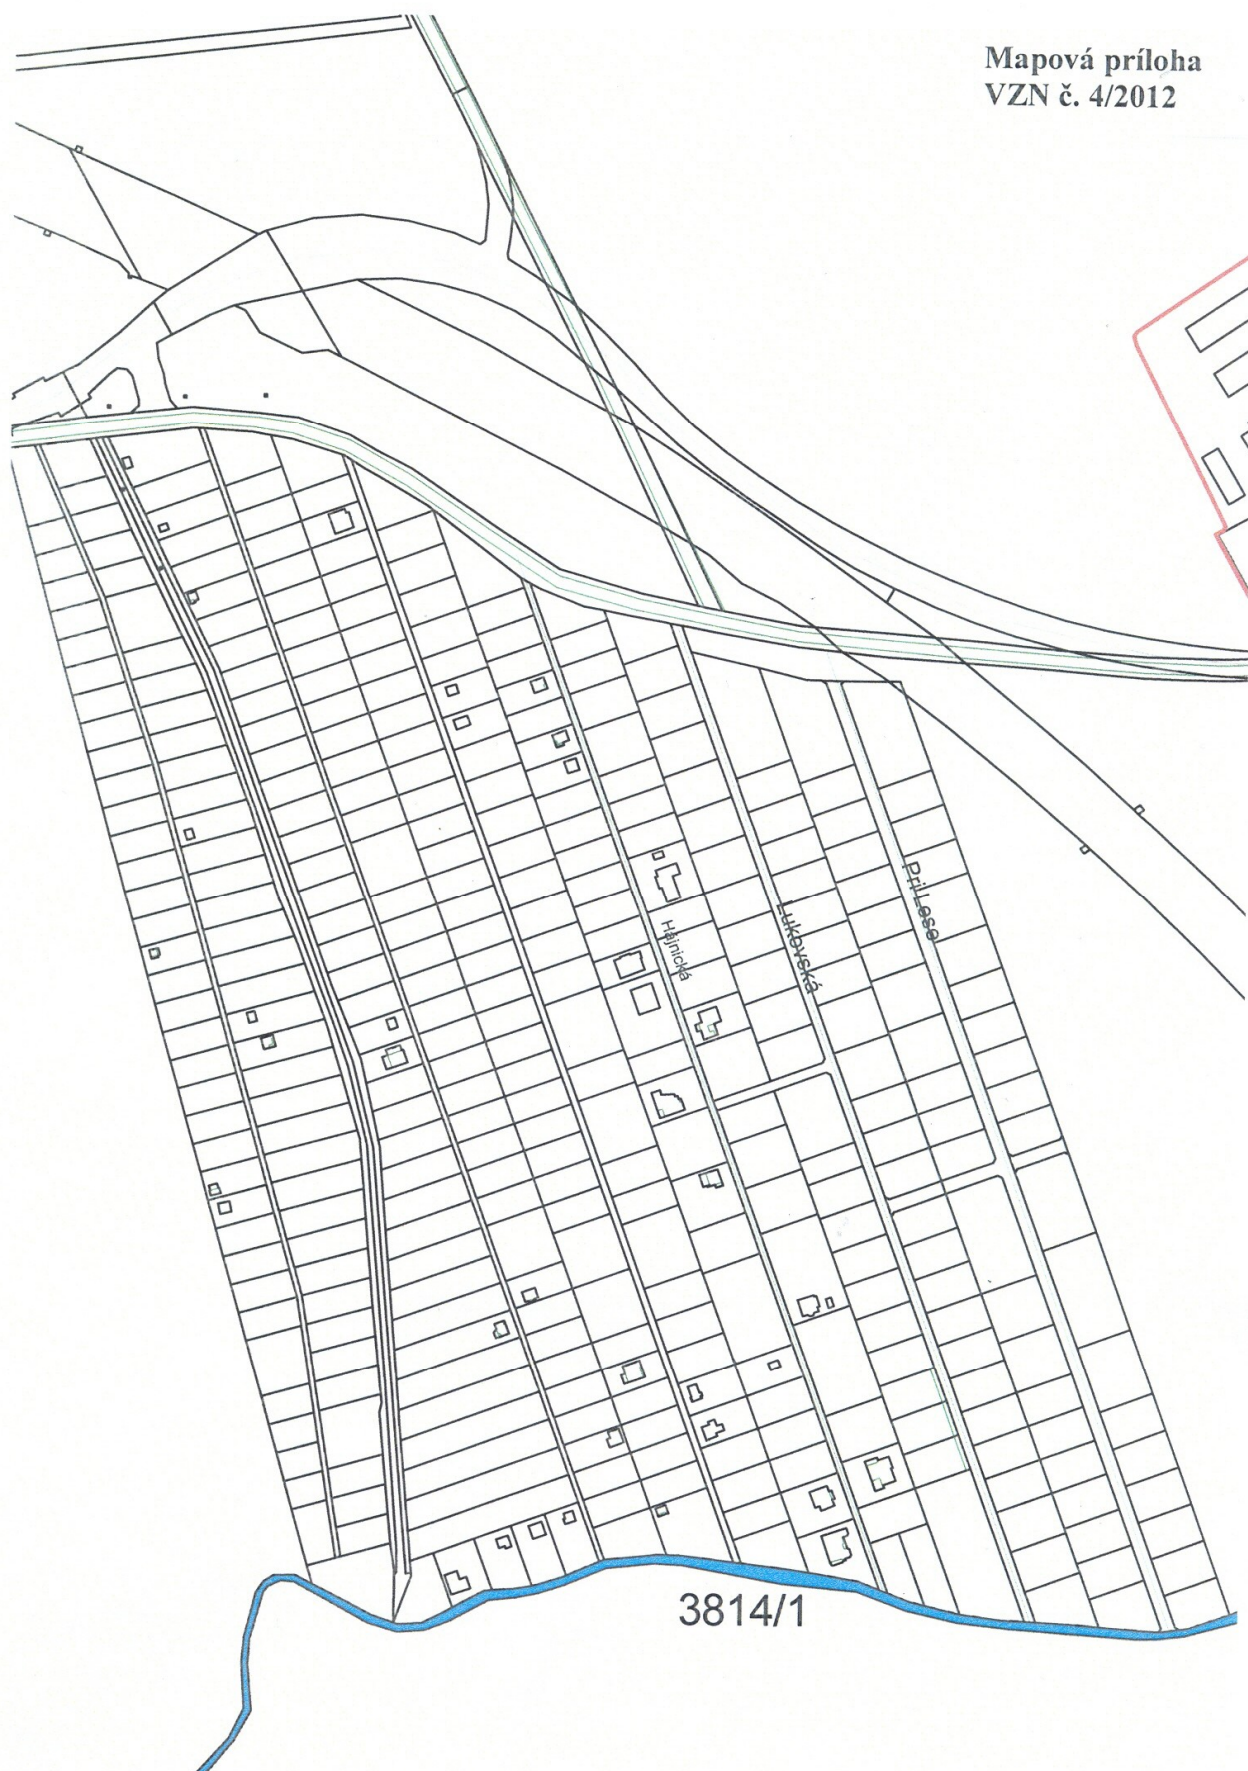 Mapová príloha
VZN č. 4/2012
Pri Lese
Lukovská
Hájnická
3814/1